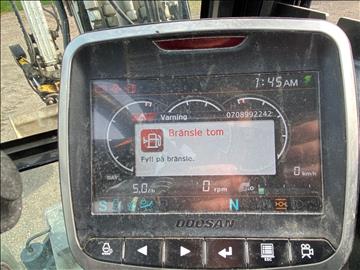 1:45AM
Varning 0708992242
Bränsle tom
Fyll på bränsle.
0 km/h
5.0 0 rpm
S N
DOOSAN
ESC